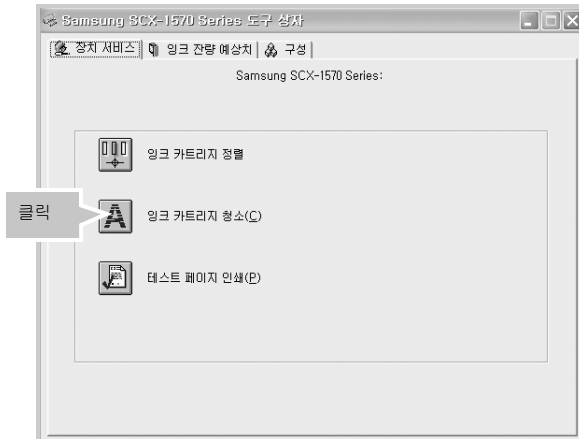 Samsung SCX-1570 Series 도구 상자
장치 서비스 잉크 잔량 예상치 구성
Samsung SCX-1570 Series:
잉크 카트리지 정렬
클릭
잉크 카트리지 청소(C)
테스트 페이지 인쇄(P)